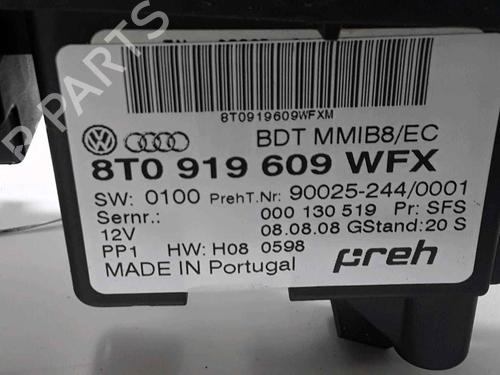 8T0919609WFXM
BDT MMIB8/EC
8T0 919 609 WFX
SW: 0100 PrehT.Nr: 90025-244/0001
Sernr.: 000 130 519 Pr: SFS
12V 08.08.08 GStand: 20 S
PP1 HW: H08 0598
MADE IN Portugal
preh
B-PARTS